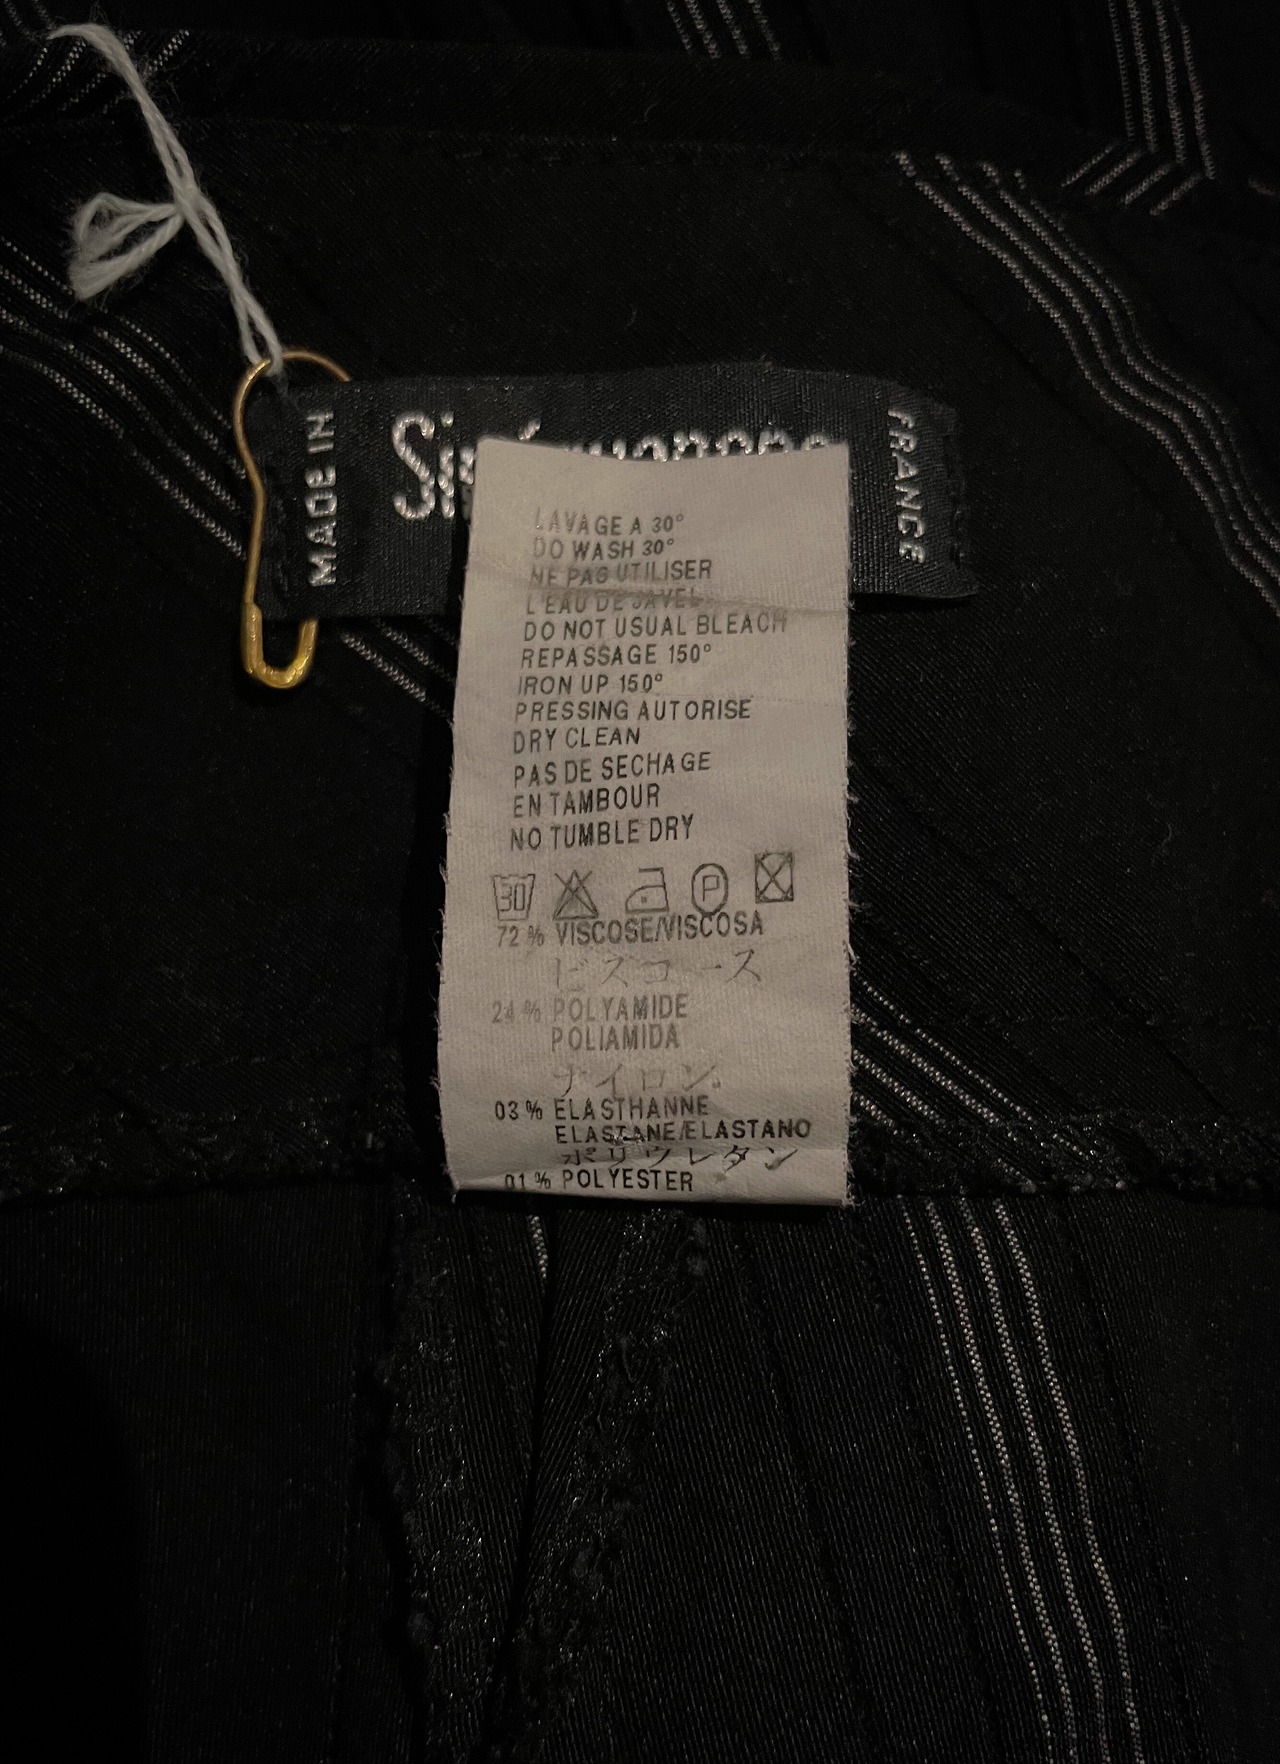 MADE IN
FRANCE
LAVAGE A 30°
DO WASH 30°
NE PAS UTILISER
L'EAU DE JAVEL
DO NOT USUAL BLEACH
REPASSAGE 150°
IRON UP 150°
PRESSING AUTORISE
DRY CLEAN
PAS DE SECHAGE
EN TAMBOUR
NO TUMBLE DRY
30 P
72 % VISCOSE/VISCOSA
ビスコース
24 % POLYAMIDE
POLIAMIDA
ナイロン
03 % ELASTHANNE
ELASTANE/ELASTANO
ポリウレタン
01 % POLYESTER